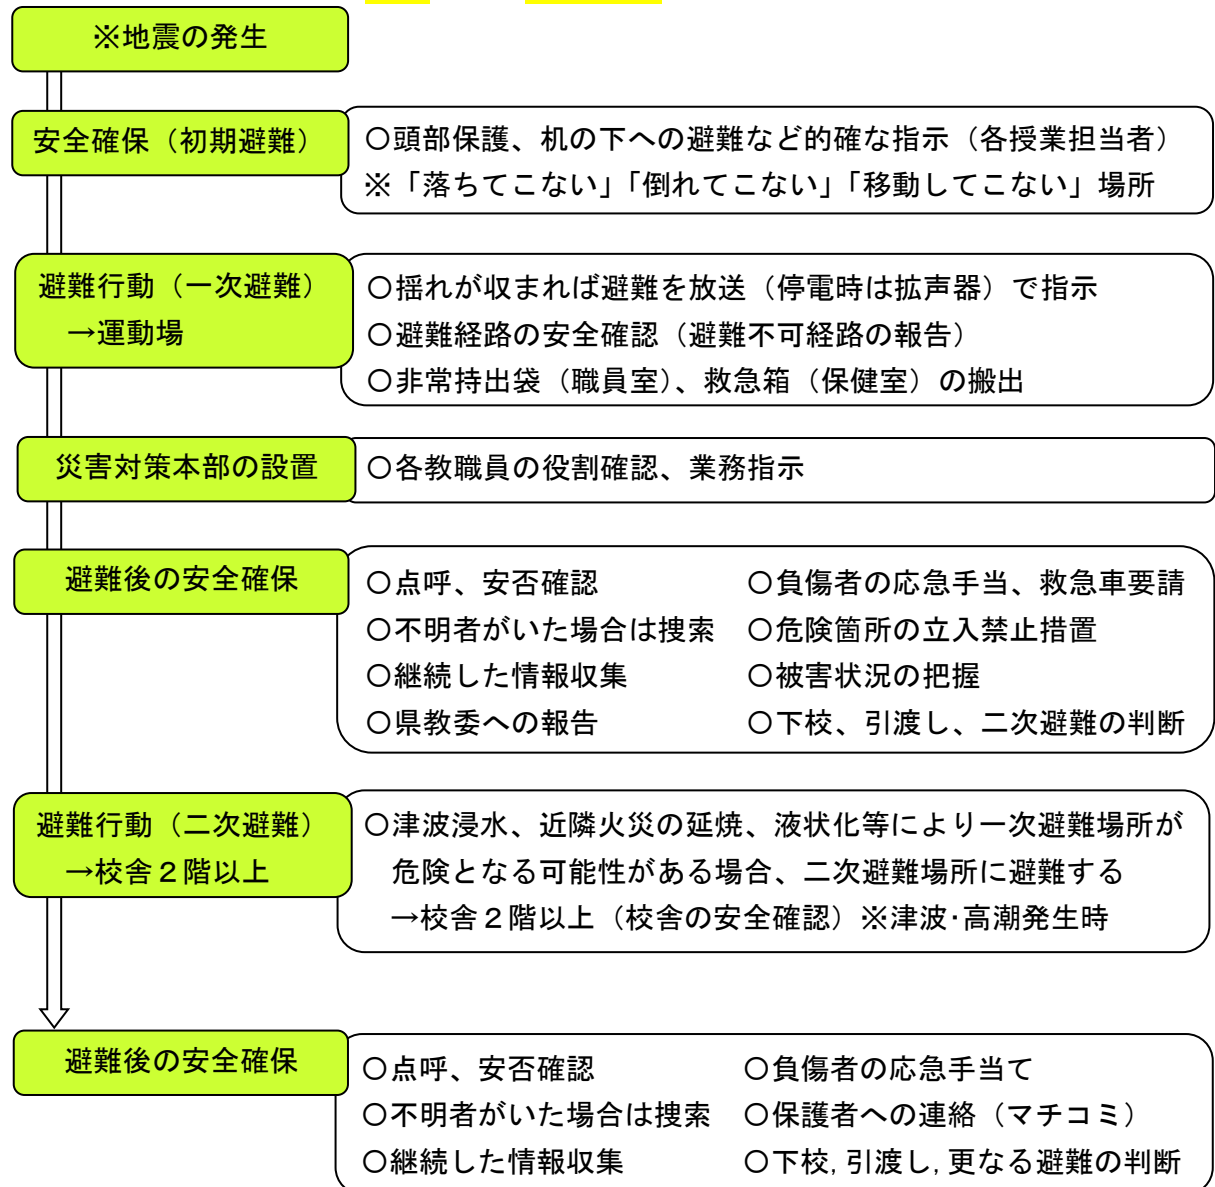 ※地震の発生
安全確保（初期避難）
〇頭部保護、机の下への避難など的確な指示（各授業担当者）
※「落ちてこない」「倒れてこない」「移動してこない」場所
避難行動（一次避難）
→運動場
〇揺れが収まれば避難を放送（停電時は拡声器）で指示
〇避難経路の安全確認（避難不可経路の報告）
〇非常持出袋（職員室）、救急箱（保健室）の搬出
災害対策本部の設置
〇各教職員の役割確認、業務指示
避難後の安全確保
〇点呼、安否確認　〇負傷者の応急手当、救急車要請
〇不明者がいた場合は捜索　〇危険箇所の立入禁止措置
〇継続した情報収集　〇被害状況の把握
〇県教委への報告　〇下校、引渡し、二次避難の判断
避難行動（二次避難）
→校舎２階以上
〇津波浸水、近隣火災の延焼、液状化等により一次避難場所が
危険となる可能性がある場合、二次避難場所に避難する
→校舎２階以上（校舎の安全確認）※津波･高潮発生時
避難後の安全確保
〇点呼、安否確認　〇負傷者の応急手当て
〇不明者がいた場合は捜索　〇保護者への連絡（マチコミ）
〇継続した情報収集　〇下校,引渡し,更なる避難の判断